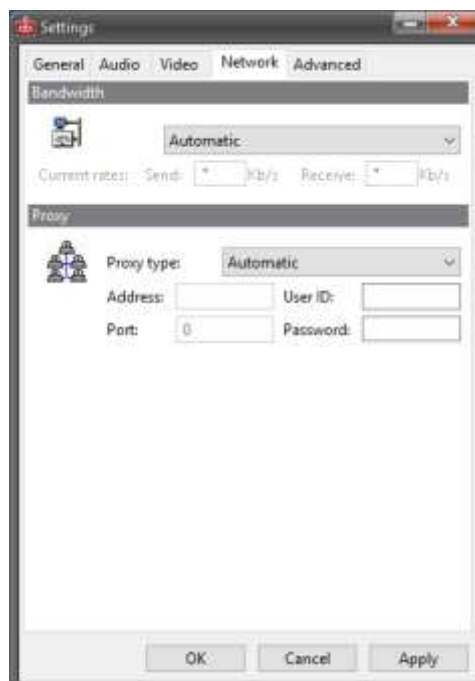 Settings
General Audio Video Network Advanced
Bandwidth
Automatic
Current rates: Send: * Kb/s Receive: * Kb/s
Proxy
Proxy type: Automatic
Address: User ID:
Port: 0 Password:
OK Cancel Apply